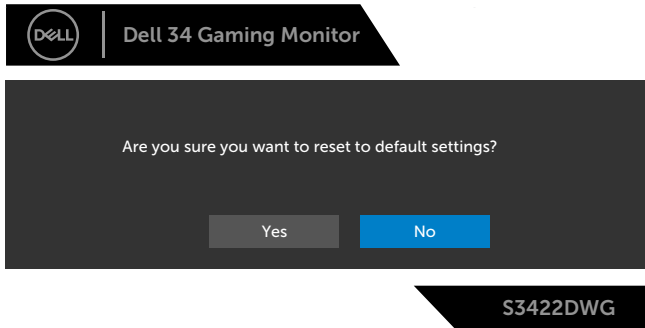 DELL
Dell 34 Gaming Monitor
Are you sure you want to reset to default settings?
Yes
No
S3422DWG